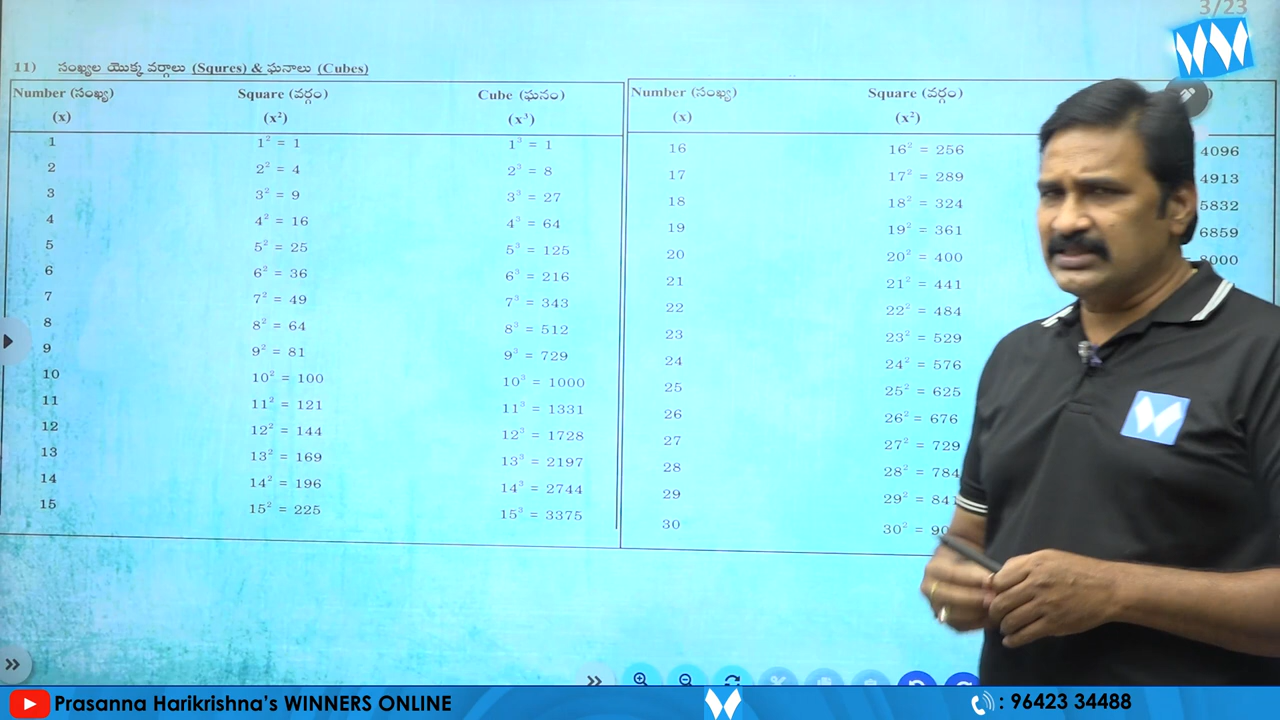 3/23
11) సంఖ్యల యొక్క వర్గాలు (Squres) & ఘనాలు (Cubes)
Number (సంఖ్య) Square (వర్గం) Cube (ఘనం)
(x) (x²) (x³)
1 1² = 1 1³ = 1
2 2² = 4 2³ = 8
3 3² = 9 3³ = 27
4 4² = 16 4³ = 64
5 5² = 25 5³ = 125
6 6² = 36 6³ = 216
7 7² = 49 7³ = 343
8 8² = 64 8³ = 512
9 9² = 81 9³ = 729
10 10² = 100 10³ = 1000
11 11² = 121 11³ = 1331
12 12² = 144 12³ = 1728
13 13² = 169 13³ = 2197
14 14² = 196 14³ = 2744
15 15² = 225 15³ = 3375
Number (సంఖ్య) Square (వర్గం)
(x) (x²)
16 16² = 256 4096
17 17² = 289 4913
18 18² = 324 5832
19 19² = 361 6859
20 20² = 400 = 8000
21 21² = 441
22 22² = 484
23 23² = 529
24 24² = 576
25 25² = 625
26 26² = 676
27 27² = 729
28 28² = 784
29 29² = 841
30 30² = 90
Prasanna Harikrishna's WINNERS ONLINE
: 96423 34488